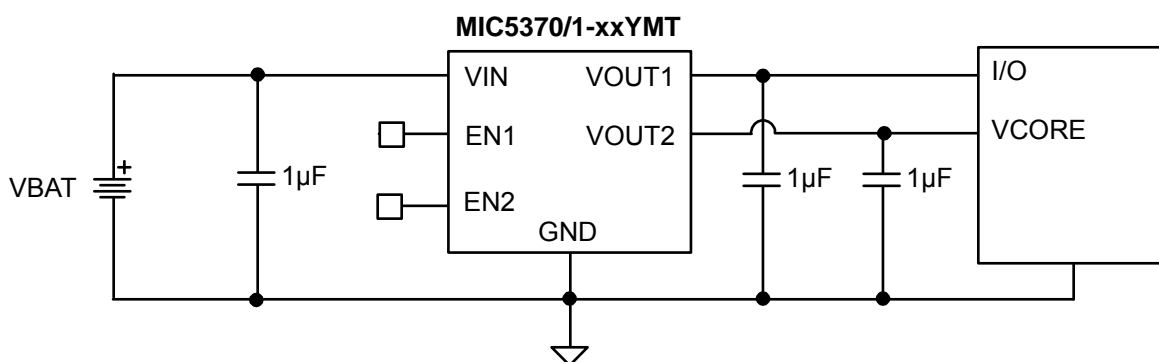 MIC5370/1-xxYMT
VIN
VOUT1
I/O
EN1
VOUT2
VCORE
VBAT
+
1µF
EN2
1µF
1µF
GND